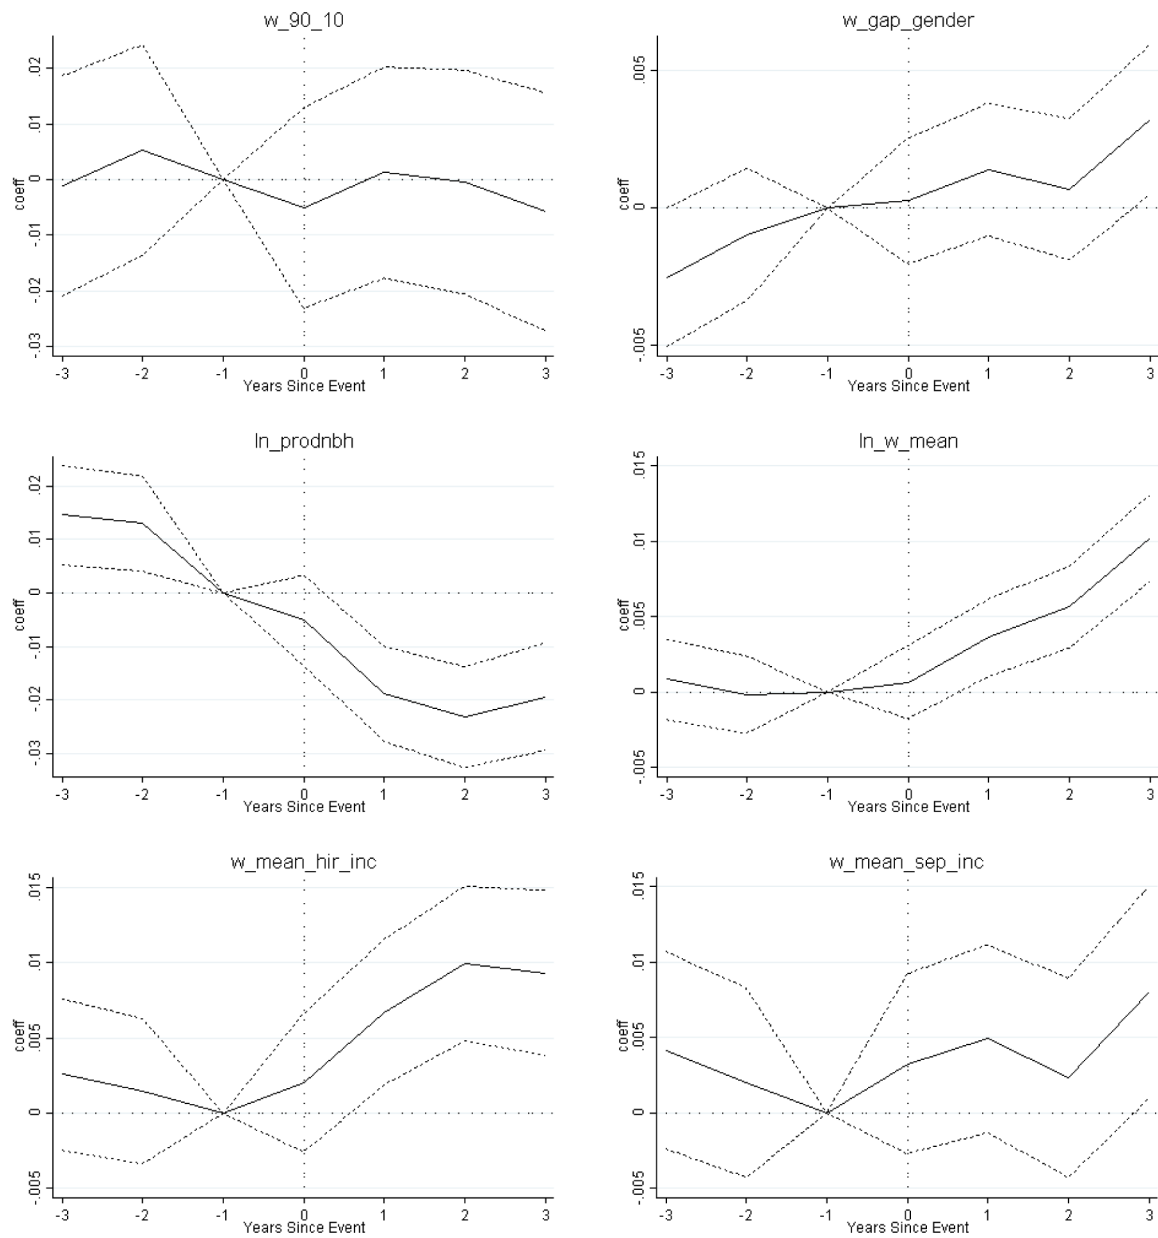 w_90_10
coeff
.02
.01
0
-.01
-.02
-.03
-3 -2 -1 0 1 2 3
Years Since Event
w_gap_gender
coeff
.005
0
-.005
-3 -2 -1 0 1 2 3
Years Since Event
ln_prodnbh
coeff
.02
.01
0
-.01
-.02
-.03
-3 -2 -1 0 1 2 3
Years Since Event
ln_w_mean
coeff
.015
.01
.005
0
-.005
-3 -2 -1 0 1 2 3
Years Since Event
w_mean_hir_inc
coeff
.015
.01
.005
0
-.005
-3 -2 -1 0 1 2 3
Years Since Event
w_mean_sep_inc
coeff
.015
.01
.005
0
-.005
-3 -2 -1 0 1 2 3
Years Since Event